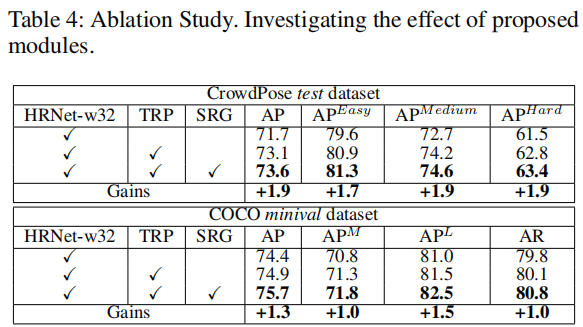 Table 4: Ablation Study. Investigating the effect of proposed
modules.
CrowdPose test dataset
HRNet-w32 TRP SRG AP AP^Easy AP^Medium AP^Hard
✓ 71.7 79.6 72.7 61.5
✓ ✓ 73.1 80.9 74.2 62.8
✓ ✓ ✓ 73.6 81.3 74.6 63.4
Gains +1.9 +1.7 +1.9 +1.9
COCO minival dataset
HRNet-w32 TRP SRG AP AP^M AP^L AR
✓ 74.4 70.8 81.0 79.8
✓ ✓ 74.9 71.3 81.5 80.1
✓ ✓ ✓ 75.7 71.8 82.5 80.8
Gains +1.3 +1.0 +1.5 +1.0